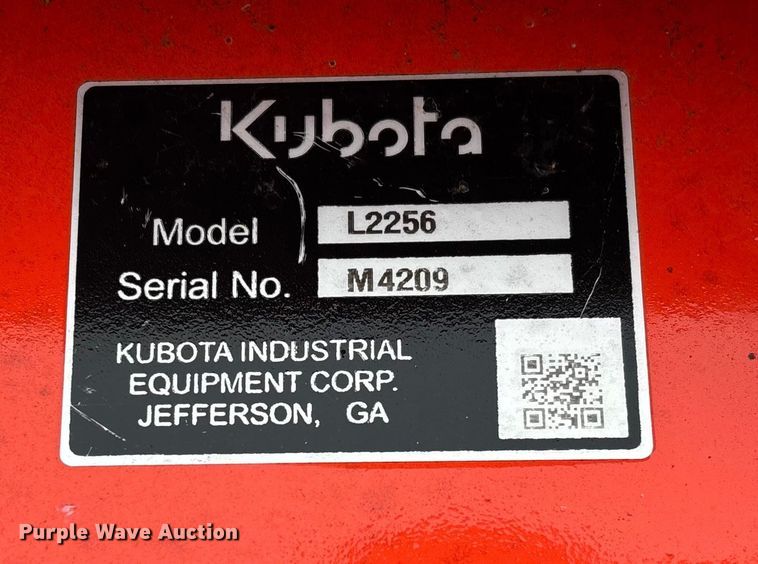 Kubota
Model L2256
Serial No. M4209
KUBOTA INDUSTRIAL
EQUIPMENT CORP.
JEFFERSON, GA
Purple Wave Auction